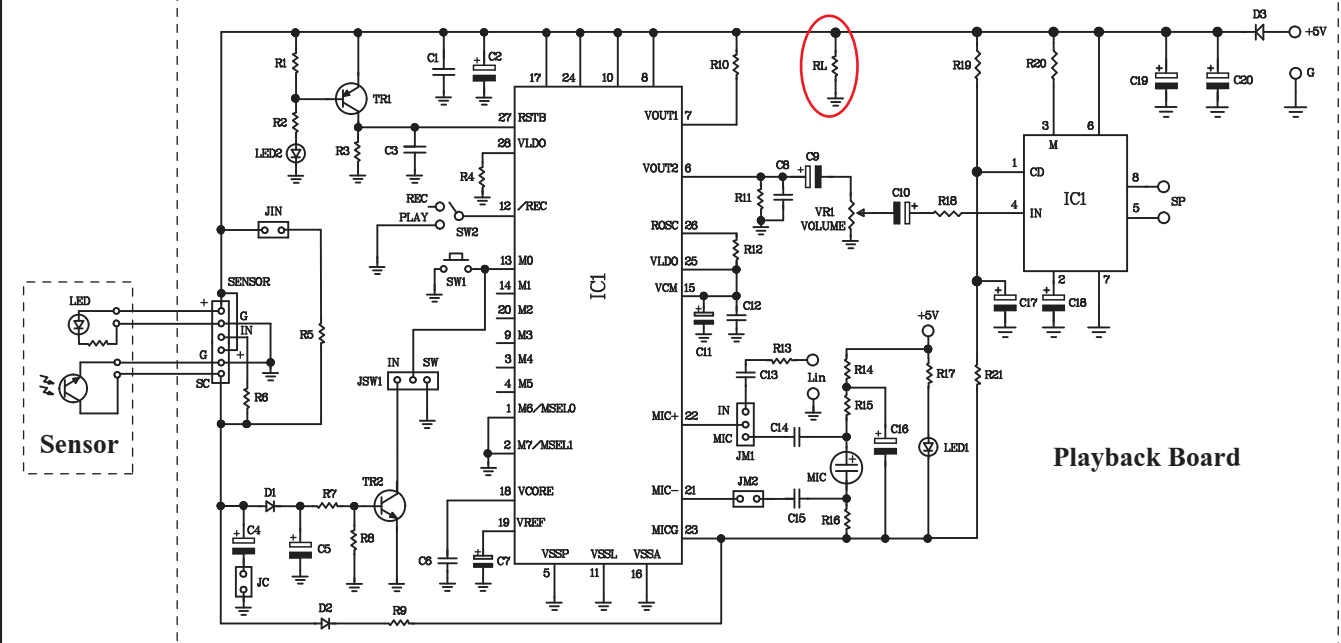 D3
+5V
R1
C1
+
C2
R10
RL
R19
R20
G
17
24
10
8
C19
+
+
C20
TR1
R2
27
RSTB
VOUT1
7
3
6
LED2
R3
C3
28
VLDO
M
VOUT2
6
C8
C9
+
1
CD
R4
8
IC1
REC
12
/REC
R11
C10
R18
4
IN
SP
5
JIN
PLAY
SW2
VR1
VOLUME
+
ROSC
26
R12
13
M0
VLDO
25
SENSOR
SW1
14
M1
IC1
VCM
15
2
7
LED
+
G
20
M2
+
C12
+
C17
+
C18
IN
R5
9
M3
C11
+5V
G
+
3
M4
R13
IN
SW
Lin
R14
R17
R21
SC
JSW1
4
M5
C13
R6
R15
Sensor
1
M6/MSEL0
MIC+
22
IN
C14
+
C16
MIC
2
M7/MSEL1
JM1
LED1
Playback Board
+
MIC
TR2
D1
R7
18
VCORE
MIC-
21
JM2
C15
R16
C4
+
+
C5
R8
19
VREF
MICG
23
JC
C6
+
C7
VSSP
VSSL
VSSA
5
11
16
D2
R9